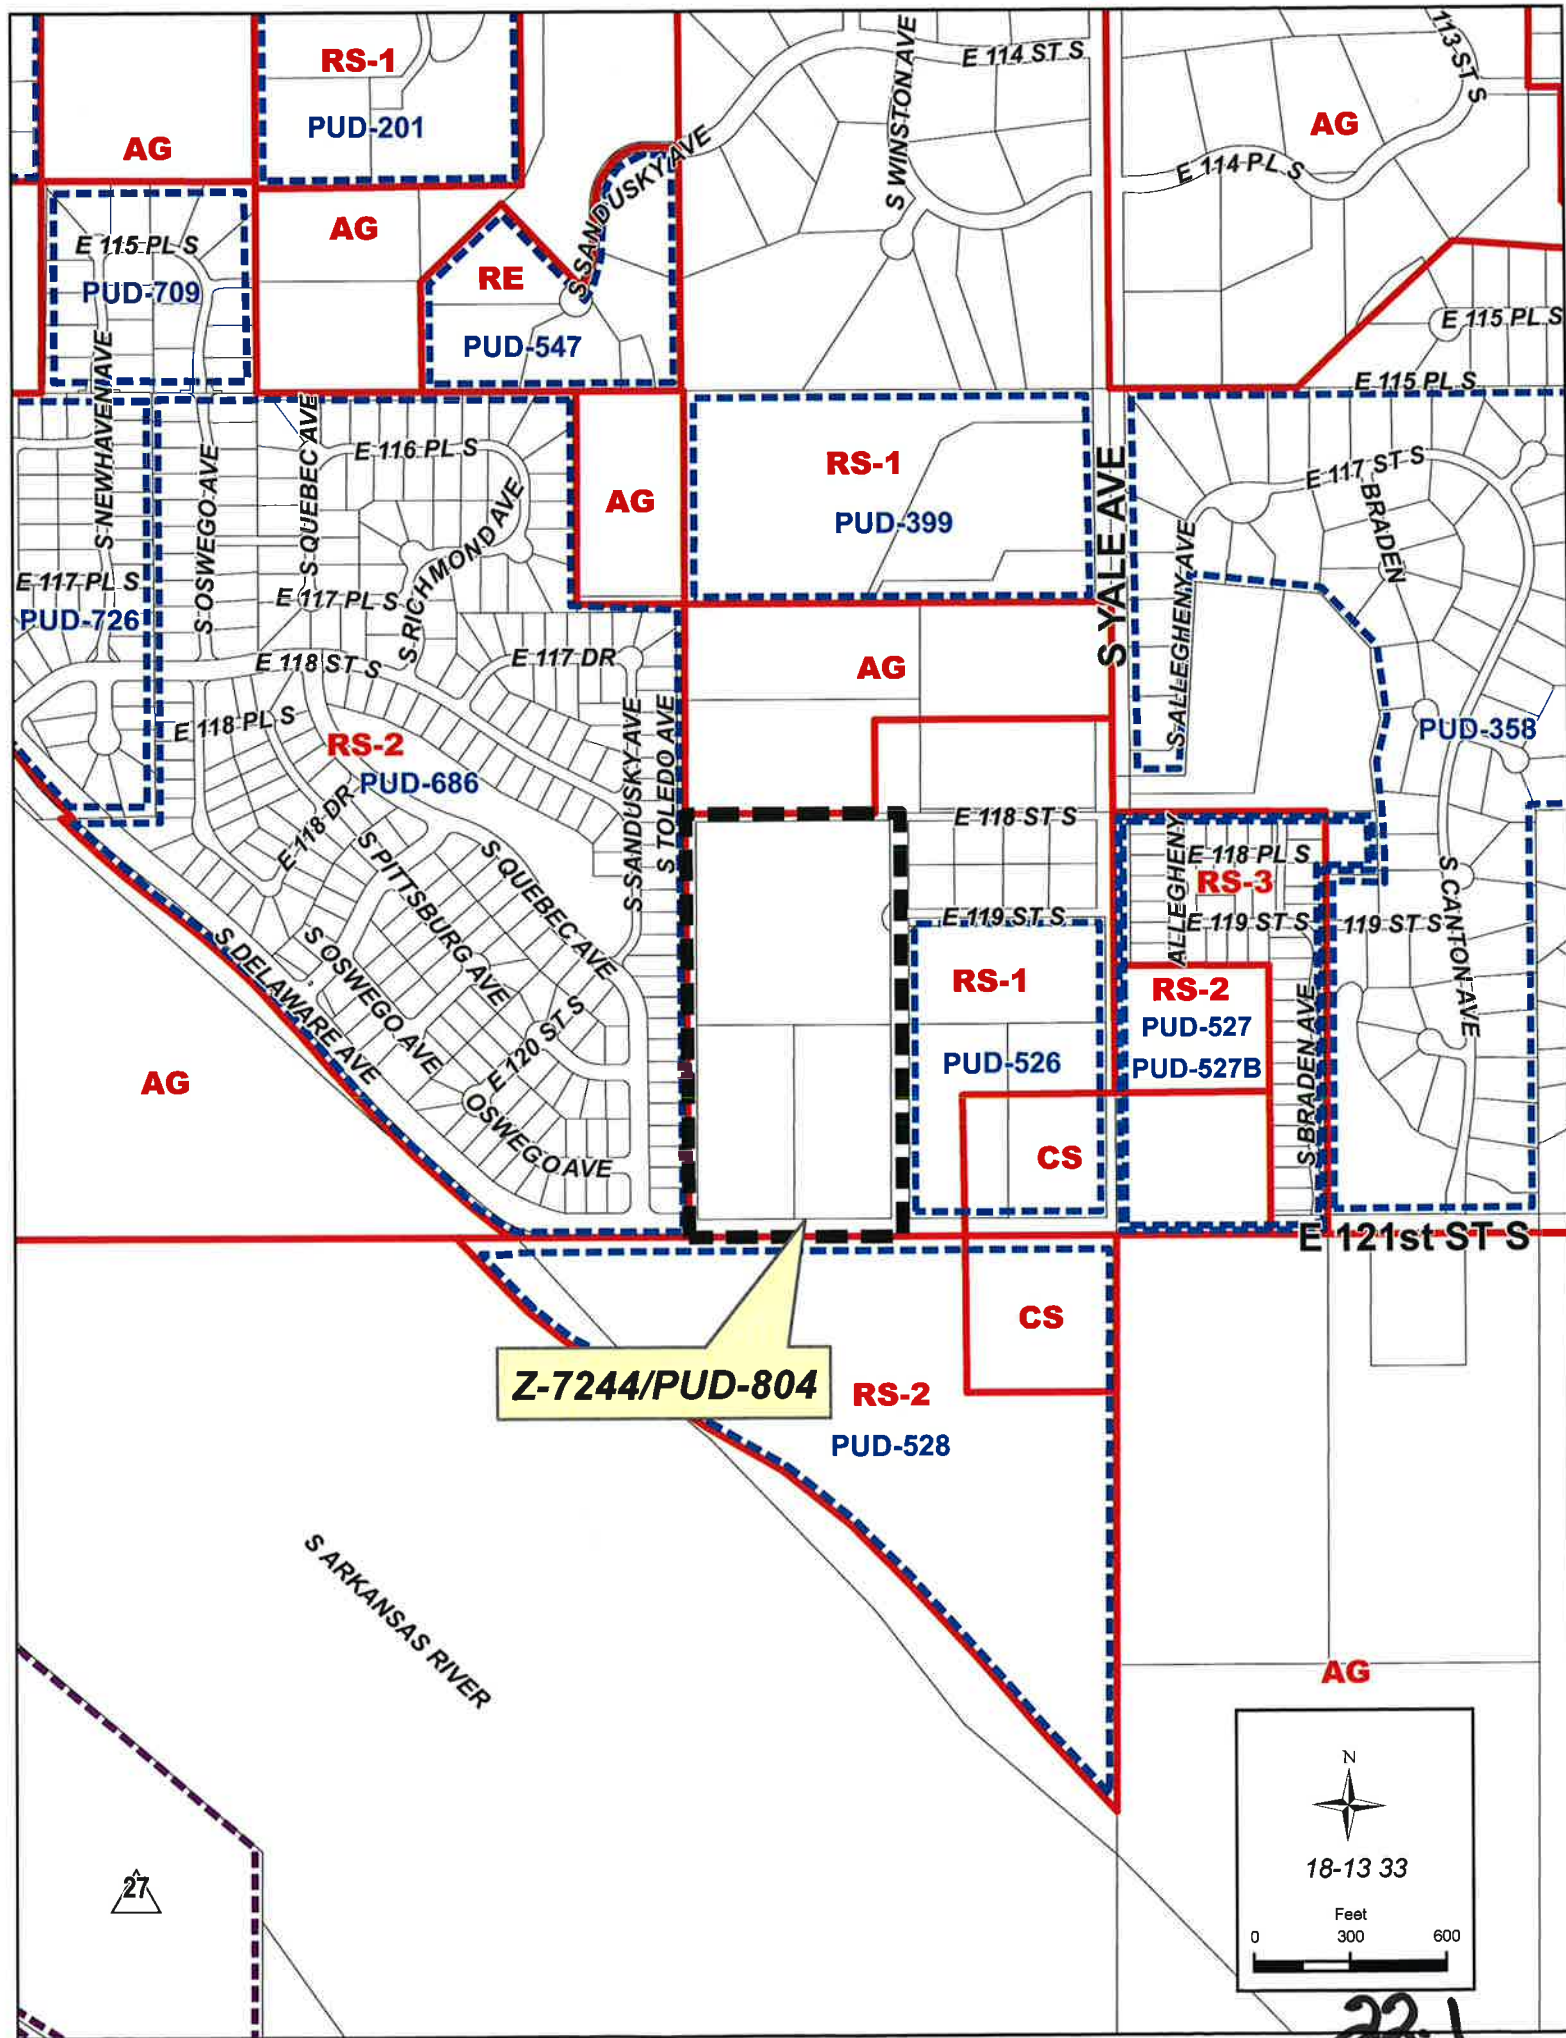 RS-1
PUD-201
AG
E 114 ST S
S WINSTON AVE
113 ST S
AG
E 114 PL S
S SANDUSKY AVE
AG
RE
PUD-547
E 115 PL S
PUD-709
S NEWHAVEN AVE
E 115 PL S
E 115 PL S
S OSWEGO AVE
S QUEBEC AVE
E 116 PL S
S RICHMOND AVE
AG
RS-1
PUD-399
S YALE AVE
E 117 ST S
BRADEN
S ALLEGHENY AVE
E 117 PL S
PUD-726
E 117 PL S
E 118 ST S
E 117 DR
AG
E 118 PL S
RS-2
PUD-686
S SANDUSKY AVE
S TOLEDO AVE
PUD-358
E 118 DR
S PITTSBURG AVE
S QUEBEC AVE
E 118 ST S
E 118 PL S
RS-3
ALLEGHENY
E 119 ST S
E 119 ST S
119 ST S
S CANTON AVE
S DELAWARE AVE
S OSWEGO AVE
E 120 ST S
OSWEGO AVE
AG
RS-1
PUD-526
RS-2
PUD-527
PUD-527B
S BRADEN AVE
CS
E 121st ST S
CS
Z-7244/PUD-804
RS-2
PUD-528
S ARKANSAS RIVER
AG
27
N
18-13 33
Feet
0 300 600
22.1